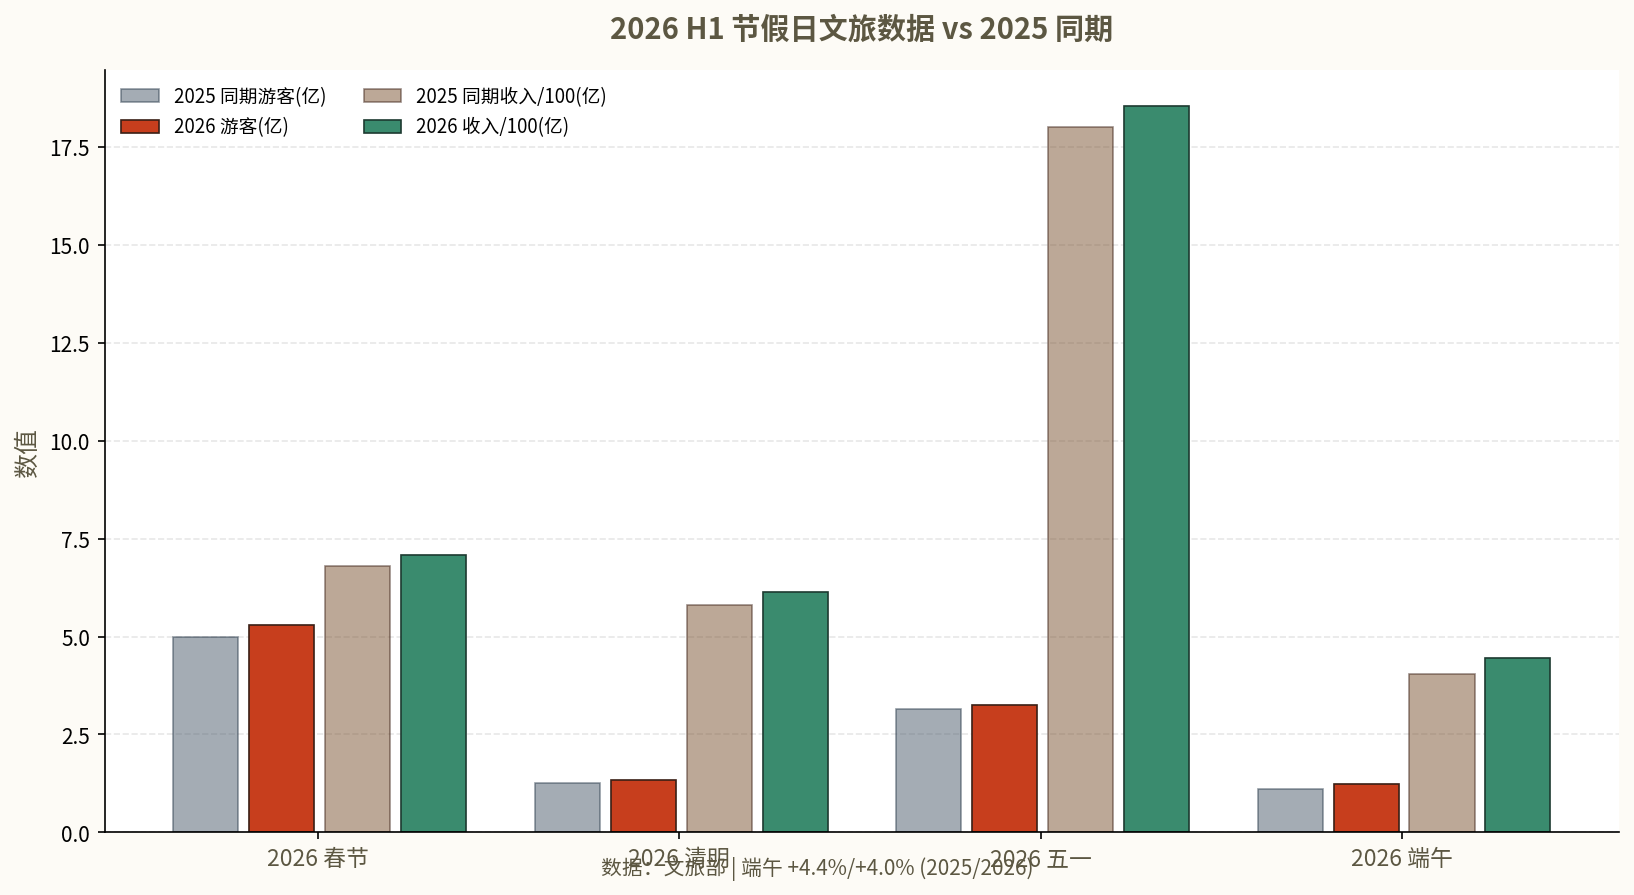 2026 H1 节假日文旅数据 vs 2025 同期
2025 同期游客(亿)
2026 游客(亿)
2025 同期收入/100(亿)
2026 收入/100(亿)
数值
17.5
15.0
12.5
10.0
7.5
5.0
2.5
0.0
2026 春节
2026 清明
2026 五一
2026 端午
数据：文旅部 | 端午 +4.4%/+4.0% (2025/2026)